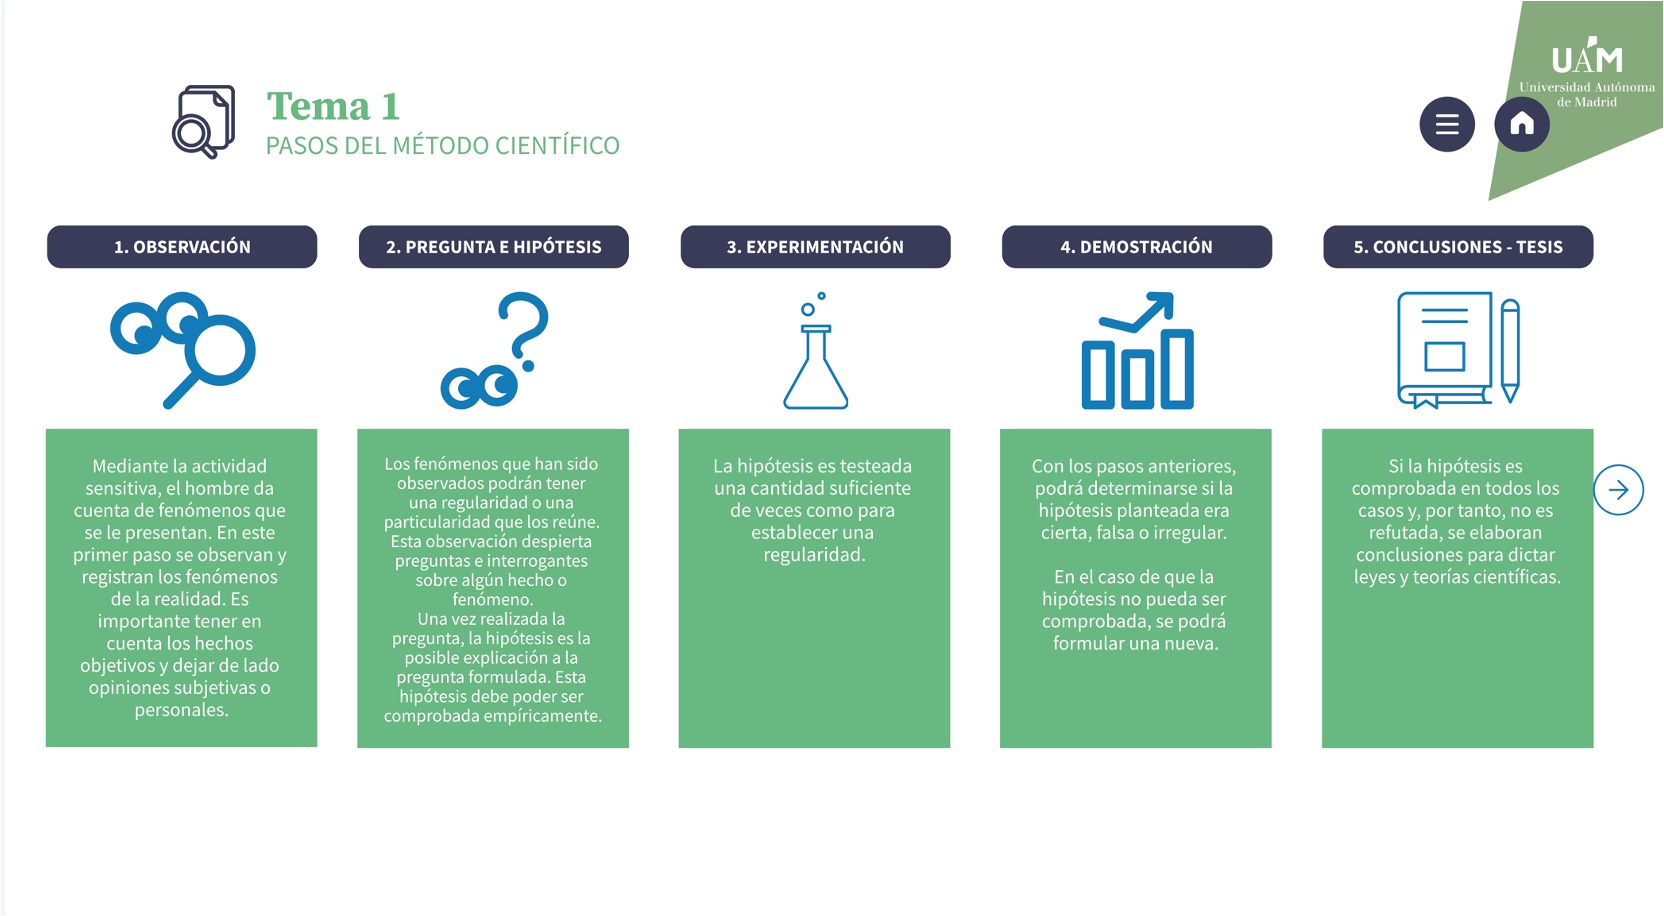 UAM
Universidad Autónoma
de Madrid
Tema 1
PASOS DEL MÉTODO CIENTÍFICO
1. OBSERVACIÓN
Mediante la actividad
sensitiva, el hombre da
cuenta de fenómenos que
se le presentan. En este
primer paso se observan y
registran los fenómenos
de la realidad. Es
importante tener en
cuenta los hechos
objetivos y dejar de lado
opiniones subjetivas o
personales.
2. PREGUNTA E HIPÓTESIS
Los fenómenos que han sido
observados podrán tener
una regularidad o una
particularidad que los reúne.
Esta observación despierta
preguntas e interrogantes
sobre algún hecho o
fenómeno.
Una vez realizada la
pregunta, la hipótesis es la
posible explicación a la
pregunta formulada. Esta
hipótesis debe poder ser
comprobada empíricamente.
3. EXPERIMENTACIÓN
La hipótesis es testeada
una cantidad suficiente
de veces como para
establecer una
regularidad.
4. DEMOSTRACIÓN
Con los pasos anteriores,
podrá determinarse si la
hipótesis planteada era
cierta, falsa o irregular.
En el caso de que la
hipótesis no pueda ser
comprobada, se podrá
formular una nueva.
5. CONCLUSIONES - TESIS
Si la hipótesis es
comprobada en todos los
casos y, por tanto, no es
refutada, se elaboran
conclusiones para dictar
leyes y teorías científicas.